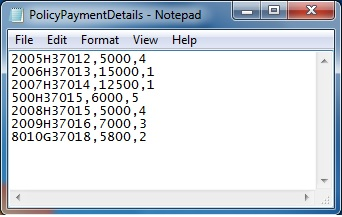 PolicyPaymentDetails - Notepad
File Edit Format View Help
2005H37012,5000,4
2006H37013,15000,1
2007H37014,12500,1
500H37015,6000,5
2008H37015,5000,4
2009H37016,7000,3
8010G37018,5800,2